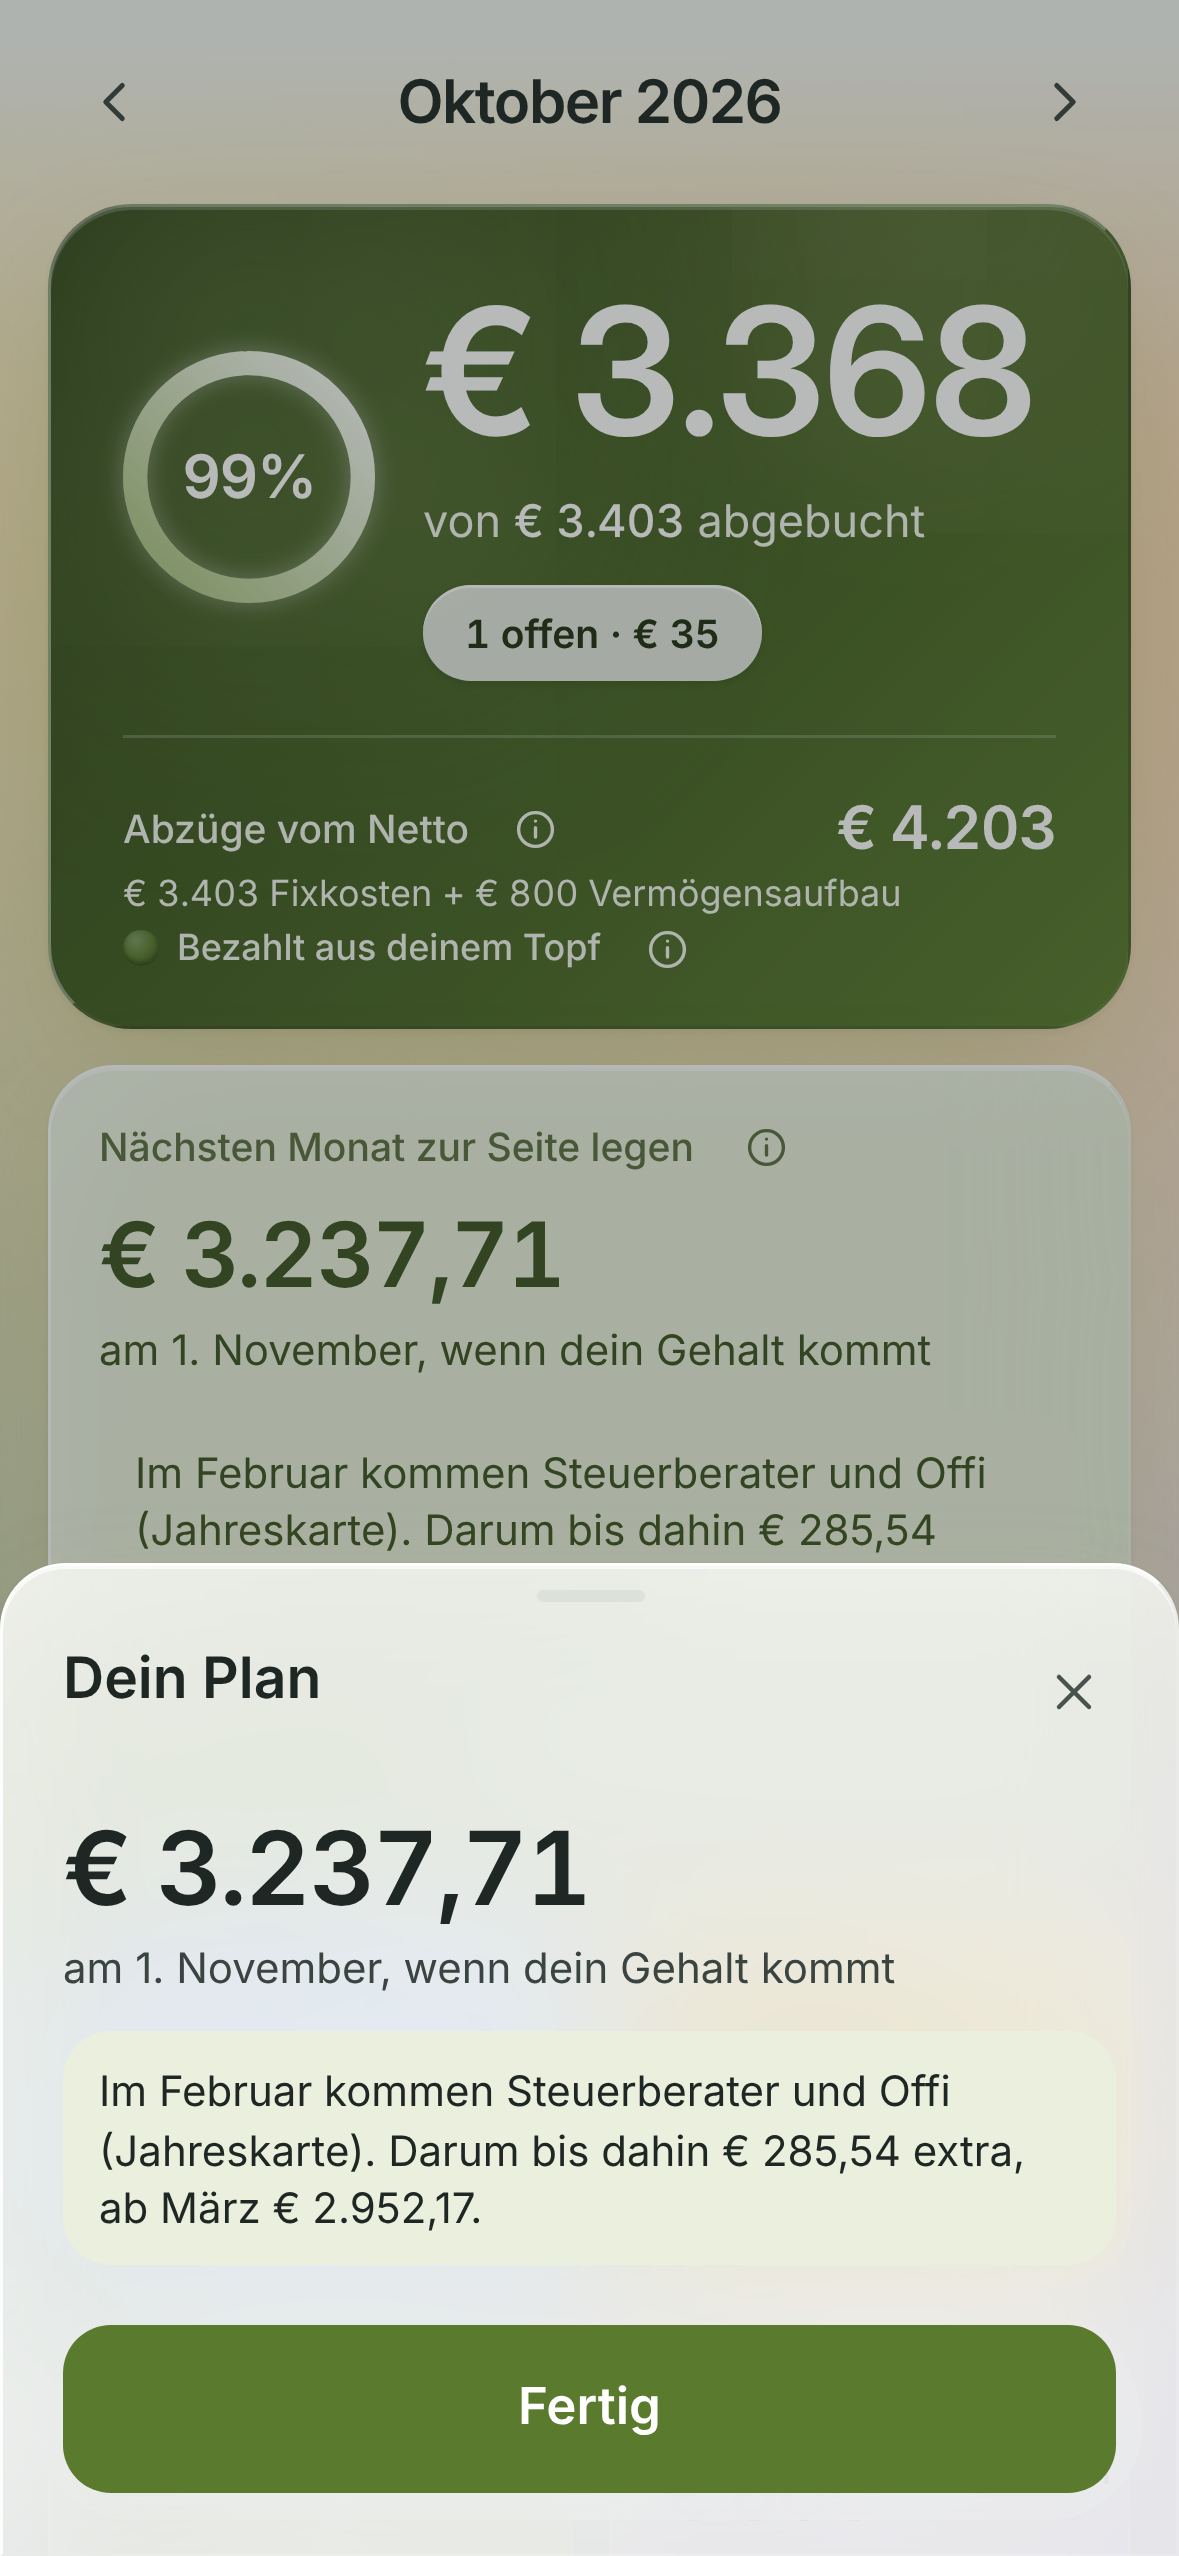 Oktober 2026
€ 3.368
99%
von € 3.403 abgebucht
1 offen · € 35
Abzüge vom Netto
€ 4.203
€ 3.403 Fixkosten + € 800 Vermögensaufbau
Bezahlt aus deinem Topf
Nächsten Monat zur Seite legen
€ 3.237,71
am 1. November, wenn dein Gehalt kommt
Im Februar kommen Steuerberater und Offi
(Jahreskarte). Darum bis dahin € 285,54
Dein Plan
€ 3.237,71
am 1. November, wenn dein Gehalt kommt
Im Februar kommen Steuerberater und Offi
(Jahreskarte). Darum bis dahin € 285,54 extra,
ab März € 2.952,17.
Fertig